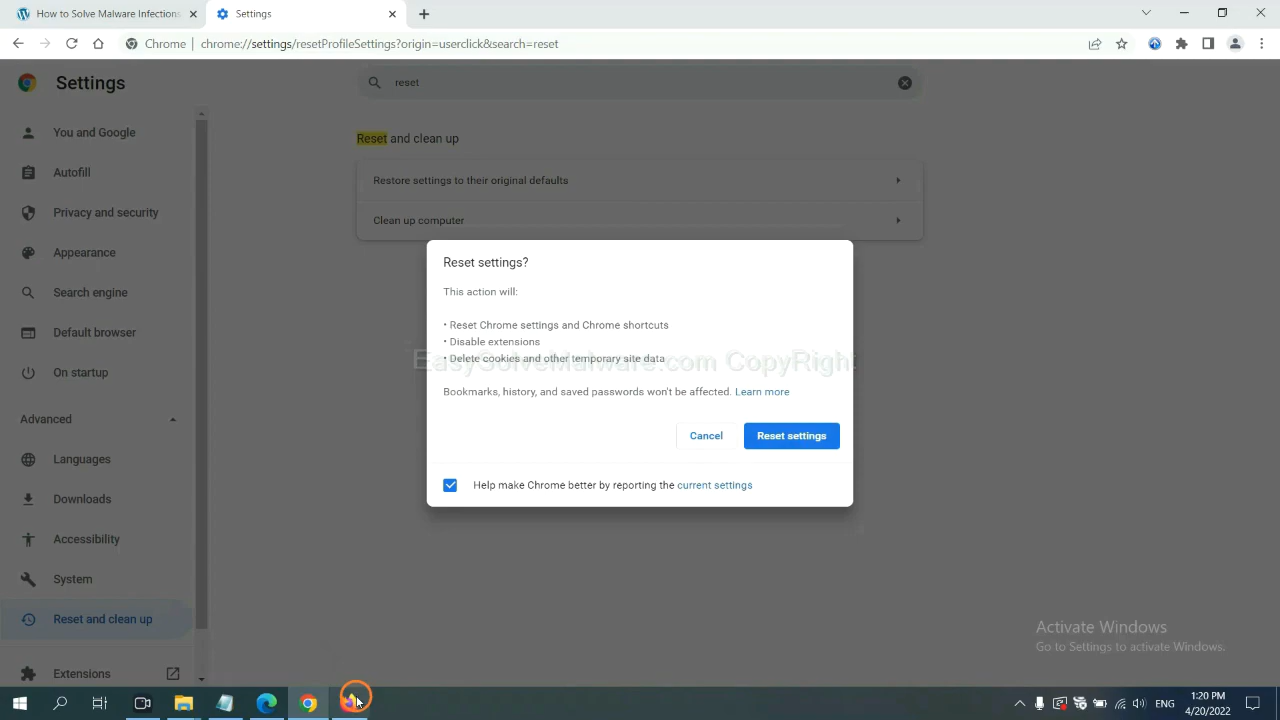 How to Solve Malware Infections
Settings
Chrome | chrome://settings/resetProfileSettings?origin=userclick&search=reset
Settings
reset
You and Google
Autofill
Privacy and security
Appearance
Search engine
Default browser
On startup
Advanced
Languages
Downloads
Accessibility
System
Reset and clean up
Extensions
Reset and clean up
Restore settings to their original defaults
Clean up computer
Reset settings?
This action will:
• Reset Chrome settings and Chrome shortcuts
• Disable extensions
• Delete cookies and other temporary site data
EasySolveMalware.com CopyRight
Bookmarks, history, and saved passwords won't be affected. Learn more
Cancel
Reset settings
Help make Chrome better by reporting the current settings
Activate Windows
Go to Settings to activate Windows.
ENG
1:20 PM
4/20/2022